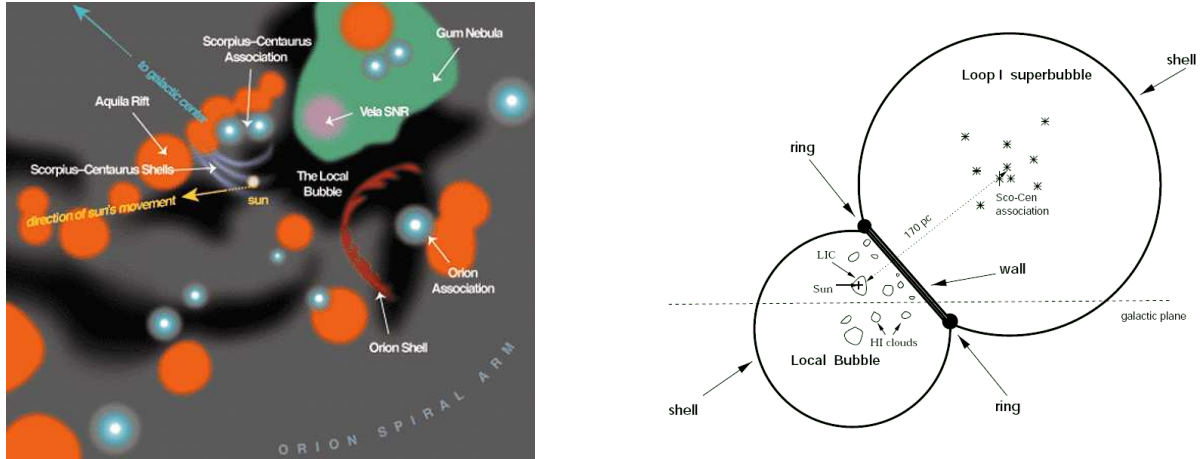 to galactic center
Scorpius–Centaurus
Association
Gum Nebula
Aquila Rift
Vela SNR
Scorpius–Centaurus Shells
The Local
Bubble
sun
direction of sun's movement
Orion
Association
Orion Shell
ORION SPIRAL ARM
Loop I superbubble
shell
ring
Sco-Cen
association
170 pc
LIC
wall
Sun
galactic plane
HI clouds
Local Bubble
shell
ring